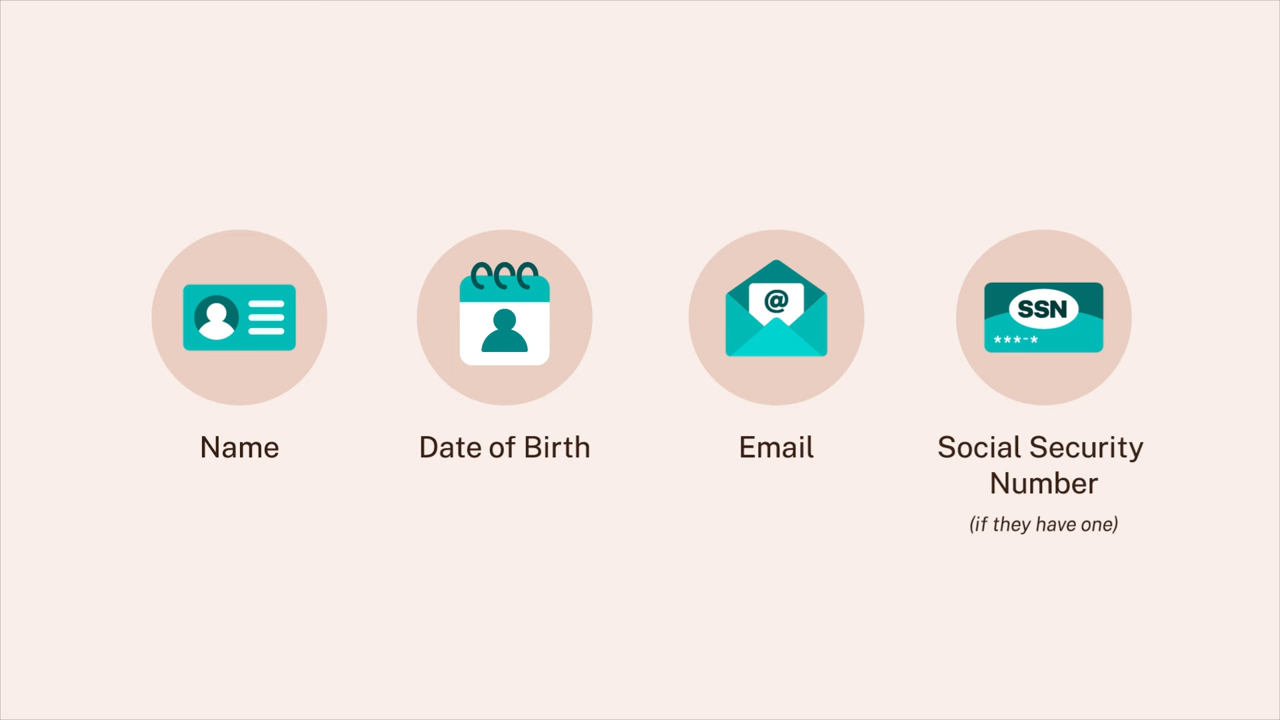 @
SSN
***-*
Name
Date of Birth
Email
Social Security
Number
(if they have one)